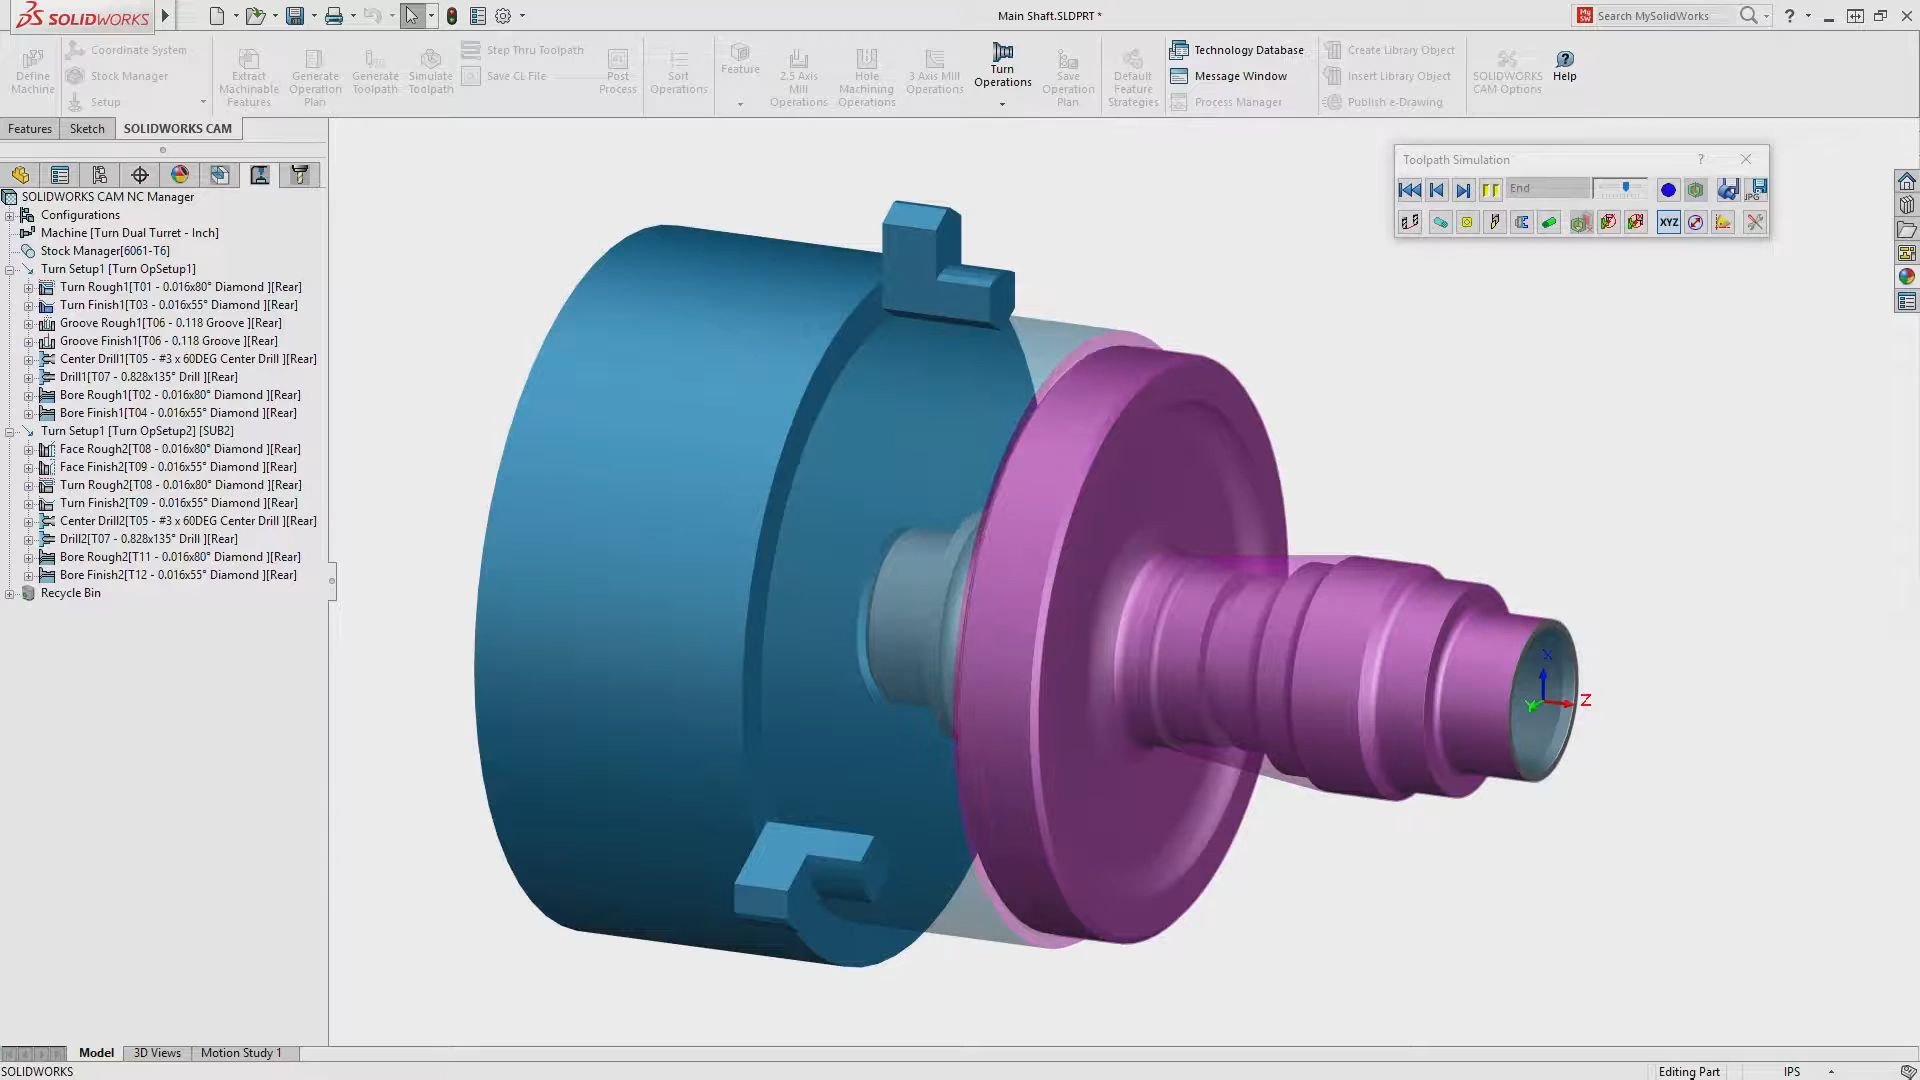 SOLIDWORKS
Main Shaft.SLDPRT *
Search MySolidWorks
Define Machine
Coordinate System
Stock Manager
Setup
Extract Machinable Features
Generate Operation Plan
Generate Toolpath
Simulate Toolpath
Step Thru Toolpath
Save CL File
Post Process
Sort Operations
Feature
2.5 Axis Mill Operations
Hole Machining Operations
3 Axis Mill Operations
Turn Operations
Save Operation Plan
Default Feature Strategies
Technology Database
Message Window
Process Manager
Create Library Object
Insert Library Object
Publish e-Drawing
SOLIDWORKS CAM Options
Help
Features
Sketch
SOLIDWORKS CAM
SOLIDWORKS CAM NC Manager
Configurations
Machine [Turn Dual Turret - Inch]
Stock Manager[6061-T6]
Turn Setup1 [Turn OpSetup1]
Turn Rough1[T01 - 0.016x80° Diamond ][Rear]
Turn Finish1[T03 - 0.016x55° Diamond ][Rear]
Groove Rough1[T06 - 0.118 Groove ][Rear]
Groove Finish1[T06 - 0.118 Groove ][Rear]
Center Drill1[T05 - #3 x 60DEG Center Drill ][Rear]
Drill1[T07 - 0.828x135° Drill ][Rear]
Bore Rough1[T02 - 0.016x80° Diamond ][Rear]
Bore Finish1[T04 - 0.016x55° Diamond ][Rear]
Turn Setup1 [Turn OpSetup2] [SUB2]
Face Rough2[T08 - 0.016x80° Diamond ][Rear]
Face Finish2[T09 - 0.016x55° Diamond ][Rear]
Turn Rough2[T08 - 0.016x80° Diamond ][Rear]
Turn Finish2[T09 - 0.016x55° Diamond ][Rear]
Center Drill2[T05 - #3 x 60DEG Center Drill ][Rear]
Drill2[T07 - 0.828x135° Drill ][Rear]
Bore Rough2[T11 - 0.016x80° Diamond ][Rear]
Bore Finish2[T12 - 0.016x55° Diamond ][Rear]
Recycle Bin
Toolpath Simulation
?
End
JPG
XYZ
X
Y
Z
Model
3D Views
Motion Study 1
SOLIDWORKS
Editing Part
IPS